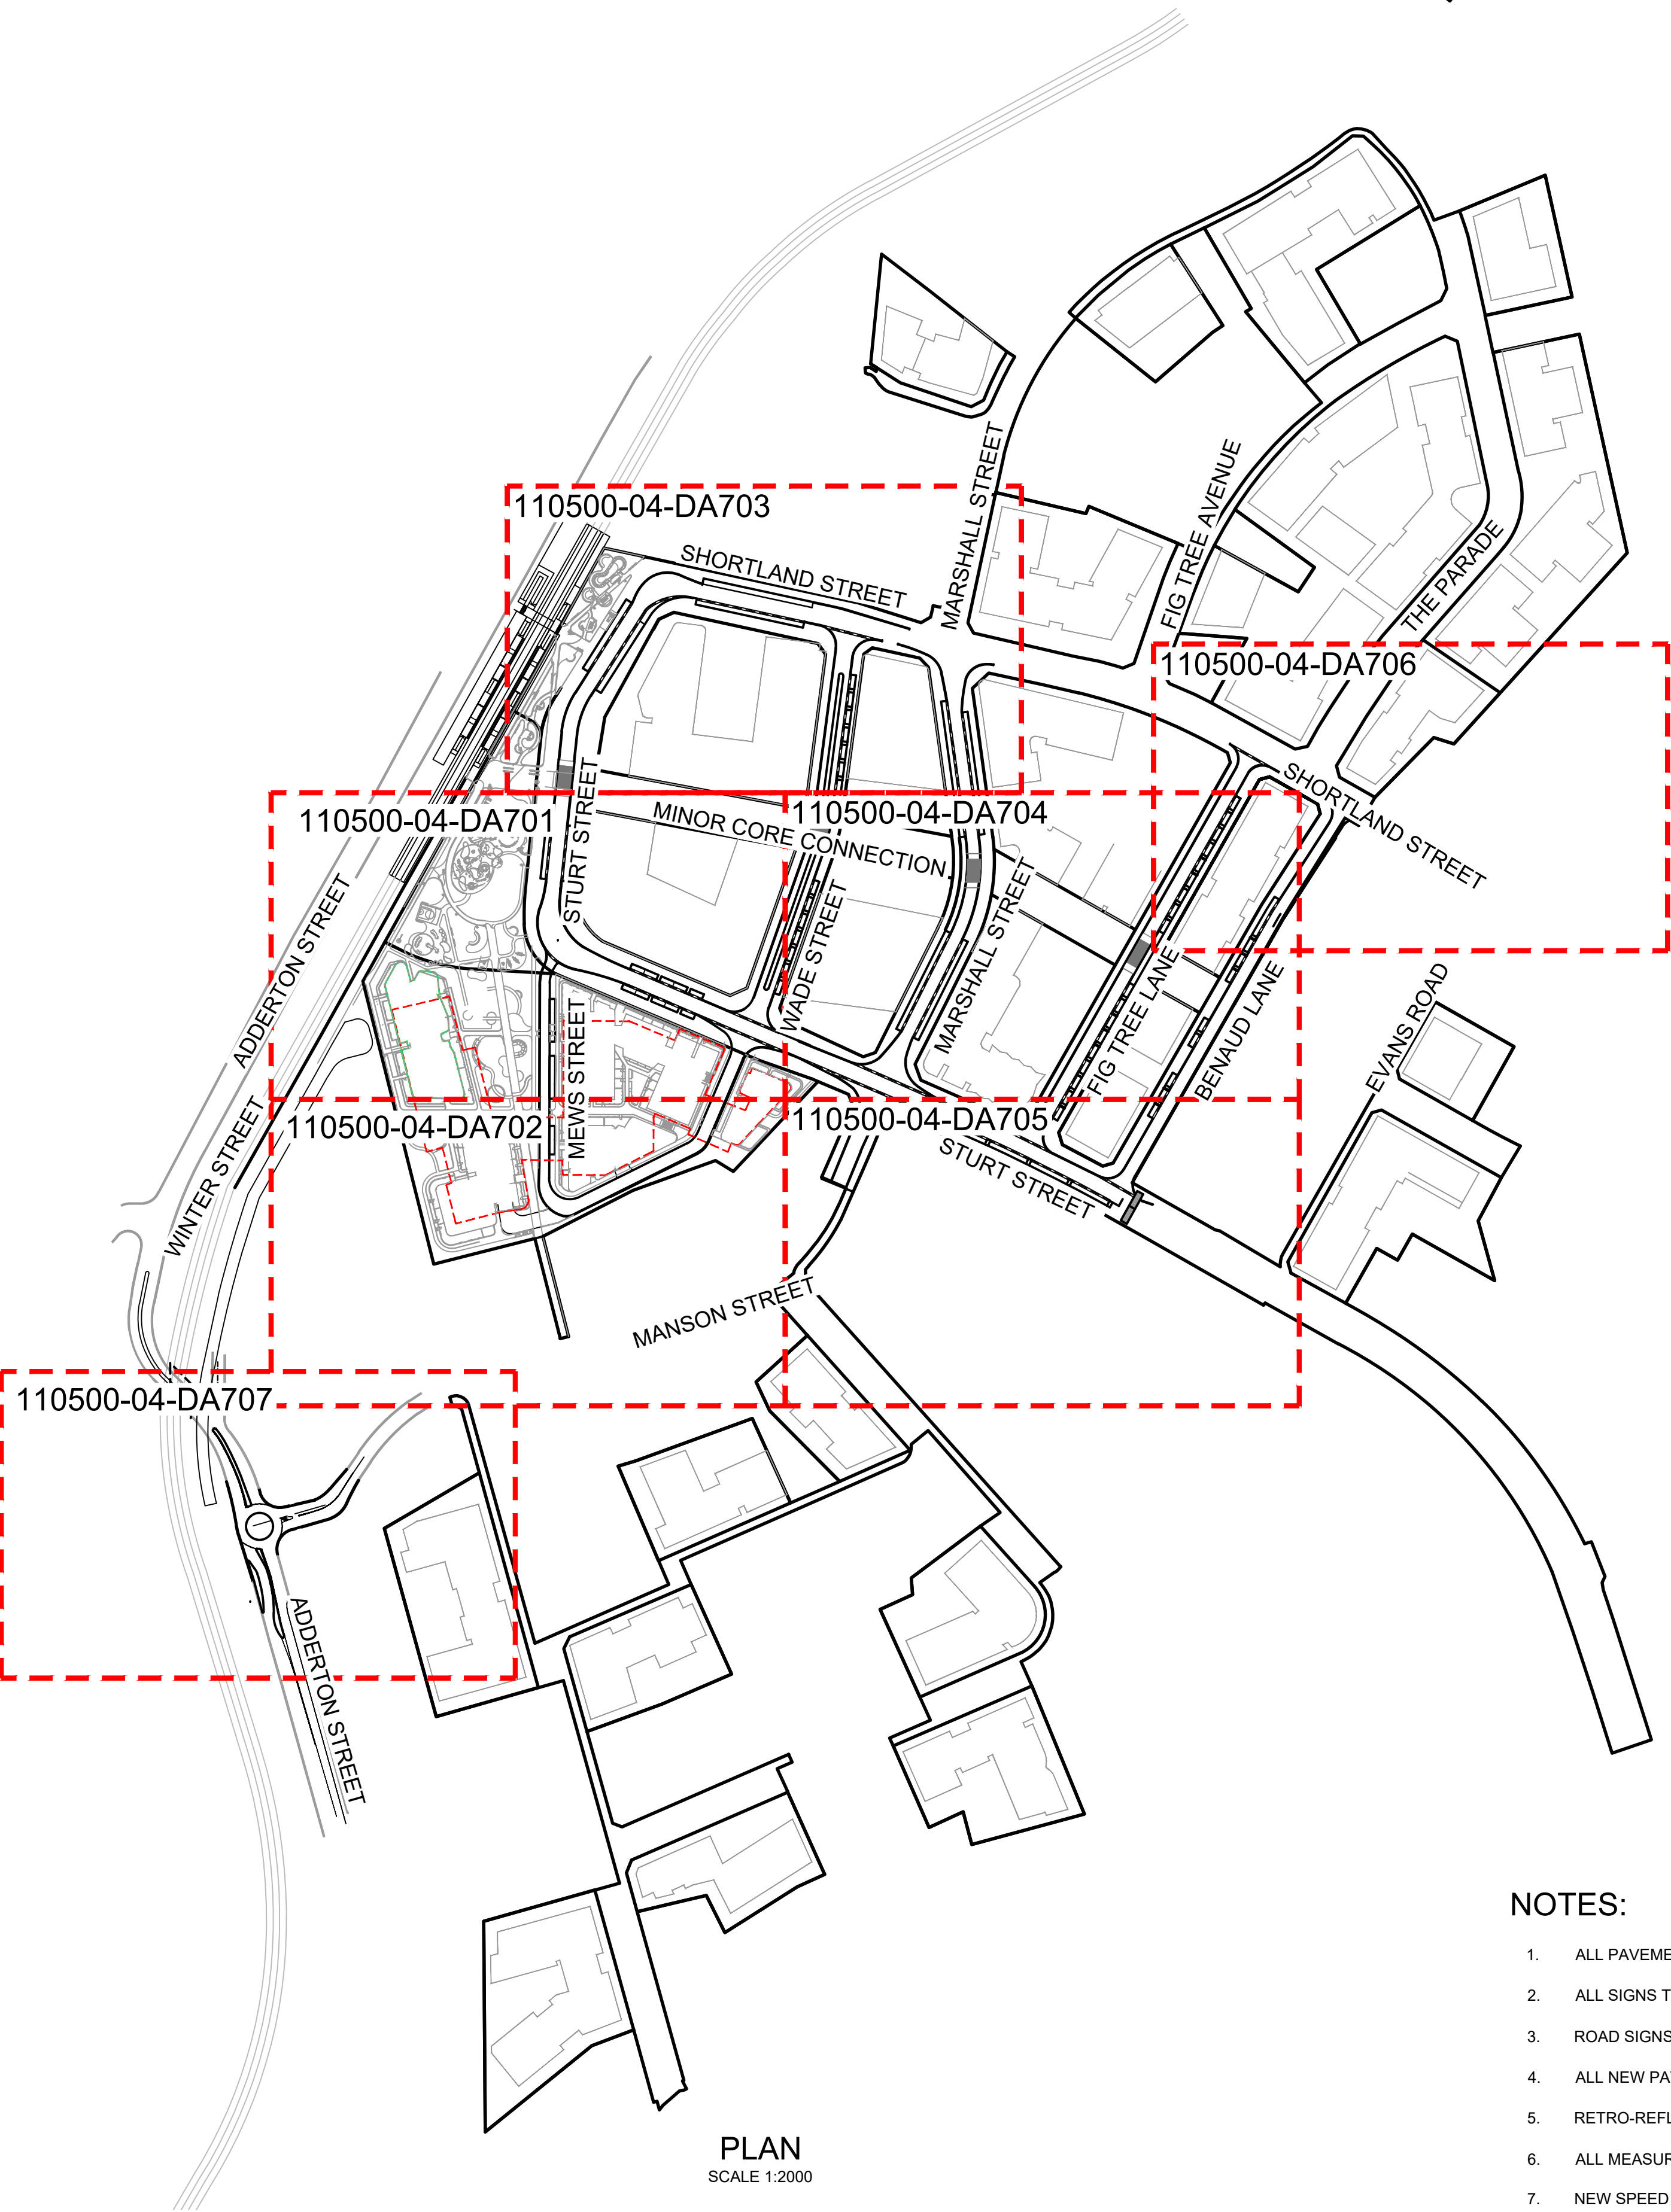 110500-04-DA703
SHORTLAND STREET
MARSHALL STREET
FIG TREE AVENUE
THE PARADE
110500-04-DA706
SHORTLAND STREET
110500-04-DA701
STURT STREET
MINOR CORE CONNECTION
110500-04-DA704
WADE STREET
MARSHALL STREET
FIG TREE LANE
BENAUD LANE
EVANS ROAD
ADDERTON STREET
WINTER STREET
MEWS STREET
110500-04-DA702
110500-04-DA705
STURT STREET
MANSON STREET
110500-04-DA707
ADDERTON STREET
NOTES:
1. ALL PAVEME
2. ALL SIGNS T
3. ROAD SIGNS
4. ALL NEW PA
5. RETRO-REFL
6. ALL MEASUR
7. NEW SPEED
PLAN
SCALE 1:2000